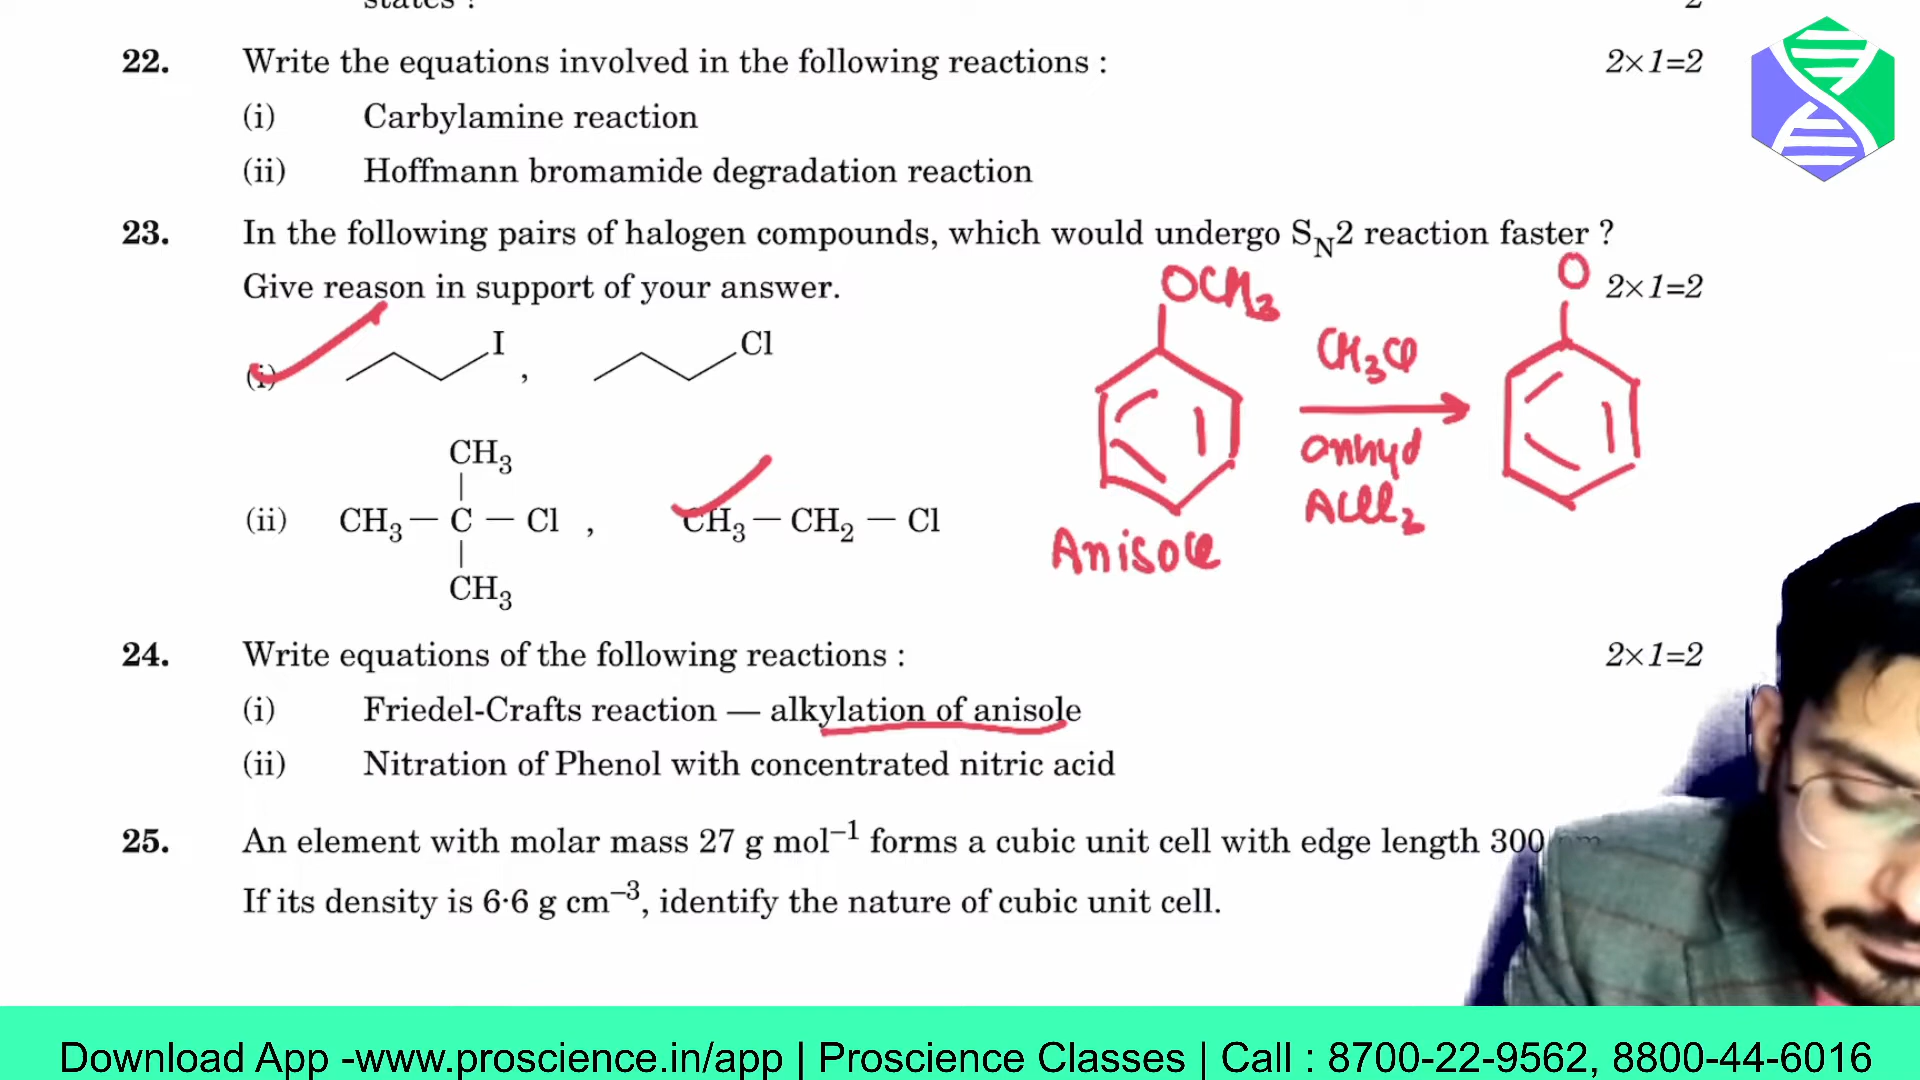 states ? 2
22. Write the equations involved in the following reactions : 2×1=2
(i) Carbylamine reaction
(ii) Hoffmann bromamide degradation reaction
23. In the following pairs of halogen compounds, which would undergo S_N2 reaction faster ?
Give reason in support of your answer. 2×1=2
(i) I , Cl
CH₃
(ii) CH₃ — C — Cl , CH₃ — CH₂ — Cl
CH₃
OCH₃
CH₃Cl
anhyd
Anisole
O
24. Write equations of the following reactions : 2×1=2
(i) Friedel-Crafts reaction — alkylation of anisole
(ii) Nitration of Phenol with concentrated nitric acid
25. An element with molar mass 27 g mol⁻¹ forms a cubic unit cell with edge length 300
If its density is 6·6 g cm⁻³, identify the nature of cubic unit cell.
Download App -www.proscience.in/app | Proscience Classes | Call : 8700-22-9562, 8800-44-6016